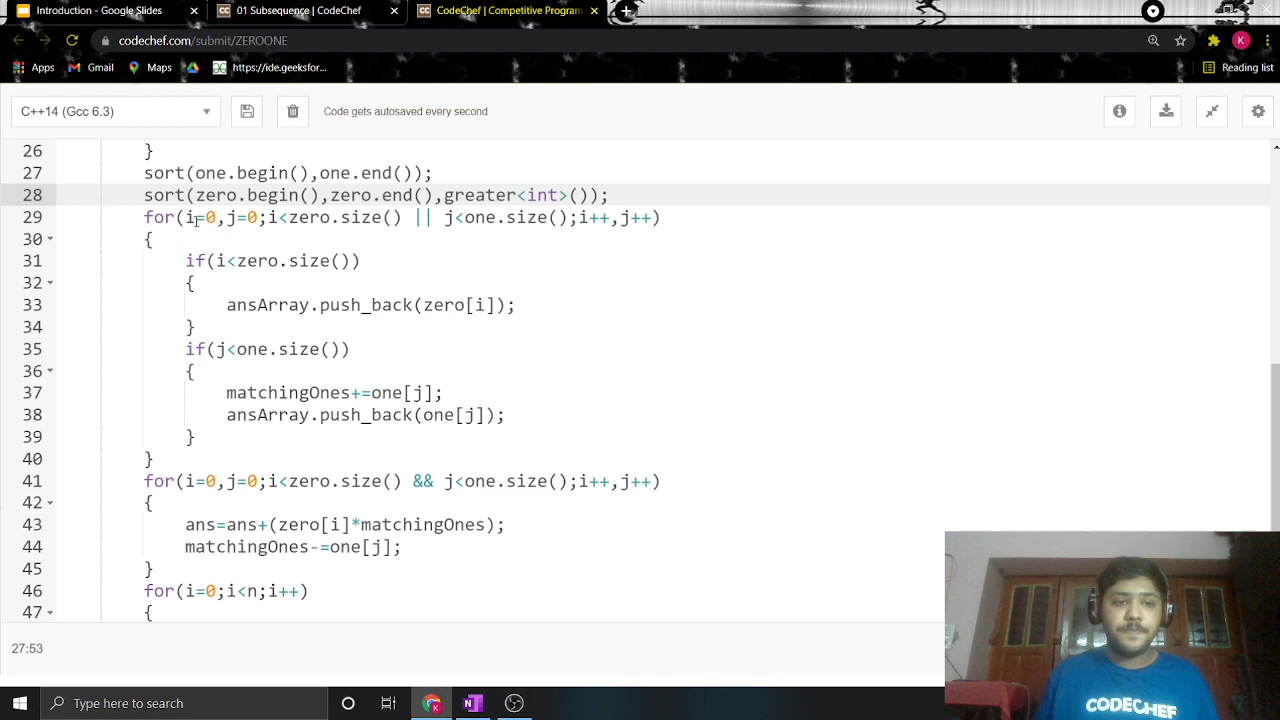 Introduction - Google Slides
01 Subsequence | CodeChef
CodeChef | Competitive Program
codechef.com/submit/ZEROONE
K
Apps
Gmail
Maps
https://ide.geeksfor...
Reading list
C++14 (Gcc 6.3)
Code gets autosaved every second
26 }
27 sort(one.begin(),one.end());
28 sort(zero.begin(),zero.end(),greater<int>());
29 for(i=0,j=0;i<zero.size() || j<one.size();i++,j++)
30 {
31 if(i<zero.size())
32 {
33 ansArray.push_back(zero[i]);
34 }
35 if(j<one.size())
36 {
37 matchingOnes+=one[j];
38 ansArray.push_back(one[j]);
39 }
40 }
41 for(i=0,j=0;i<zero.size() && j<one.size();i++,j++)
42 {
43 ans=ans+(zero[i]*matchingOnes);
44 matchingOnes-=one[j];
45 }
46 for(i=0;i<n;i++)
47 {
27:53
CODECHEF
Type here to search